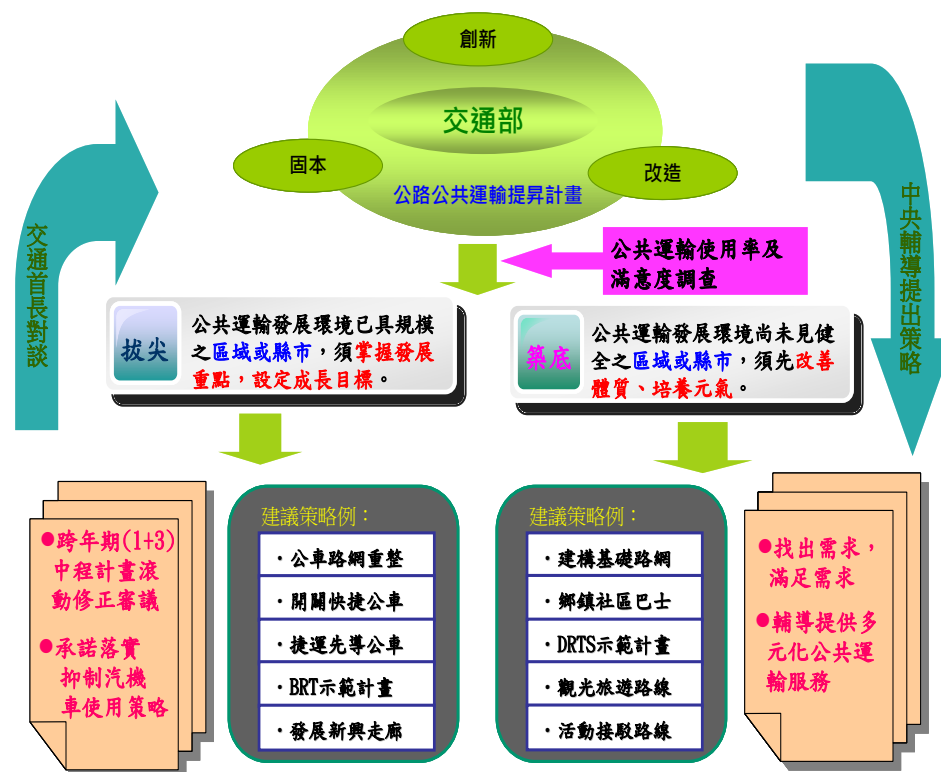 創新
交通部
固本
改造
公路公共運輸提昇計畫
交通首長對談
中央輔導提出策略
公共運輸使用率及
滿意度調查
拔尖
公共運輸發展環境已具規模
之區域或縣市，須掌握發展
重點，設定成長目標。
築底
公共運輸發展環境尚未見健
全之區域或縣市，須先改善
體質、培養元氣。
●跨年期(1+3)
中程計畫滾
動修正審議
●承諾落實
抑制汽機
車使用策略
建議策略例：
．公車路網重整
．開闢快捷公車
．捷運先導公車
．BRT示範計畫
．發展新興走廊
建議策略例：
．建構基礎路網
．鄉鎮社區巴士
．DRTS示範計畫
．觀光旅遊路線
．活動接駁路線
●找出需求，
滿足需求
●輔導提供多
元化公共運
輸服務